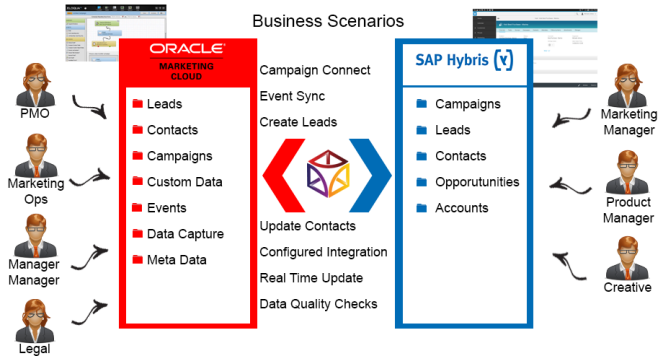 Business Scenarios
ORACLE
MARKETING
CLOUD
Leads
Contacts
Campaigns
Custom Data
Events
Data Capture
Meta Data
Campaign Connect
Event Sync
Create Leads
Update Contacts
Configured Integration
Real Time Update
Data Quality Checks
SAP Hybris (y)
Campaigns
Leads
Contacts
Opporutunities
Accounts
PMO
Marketing
Ops
Manager
Manager
Legal
Marketing
Manager
Product
Manager
Creative